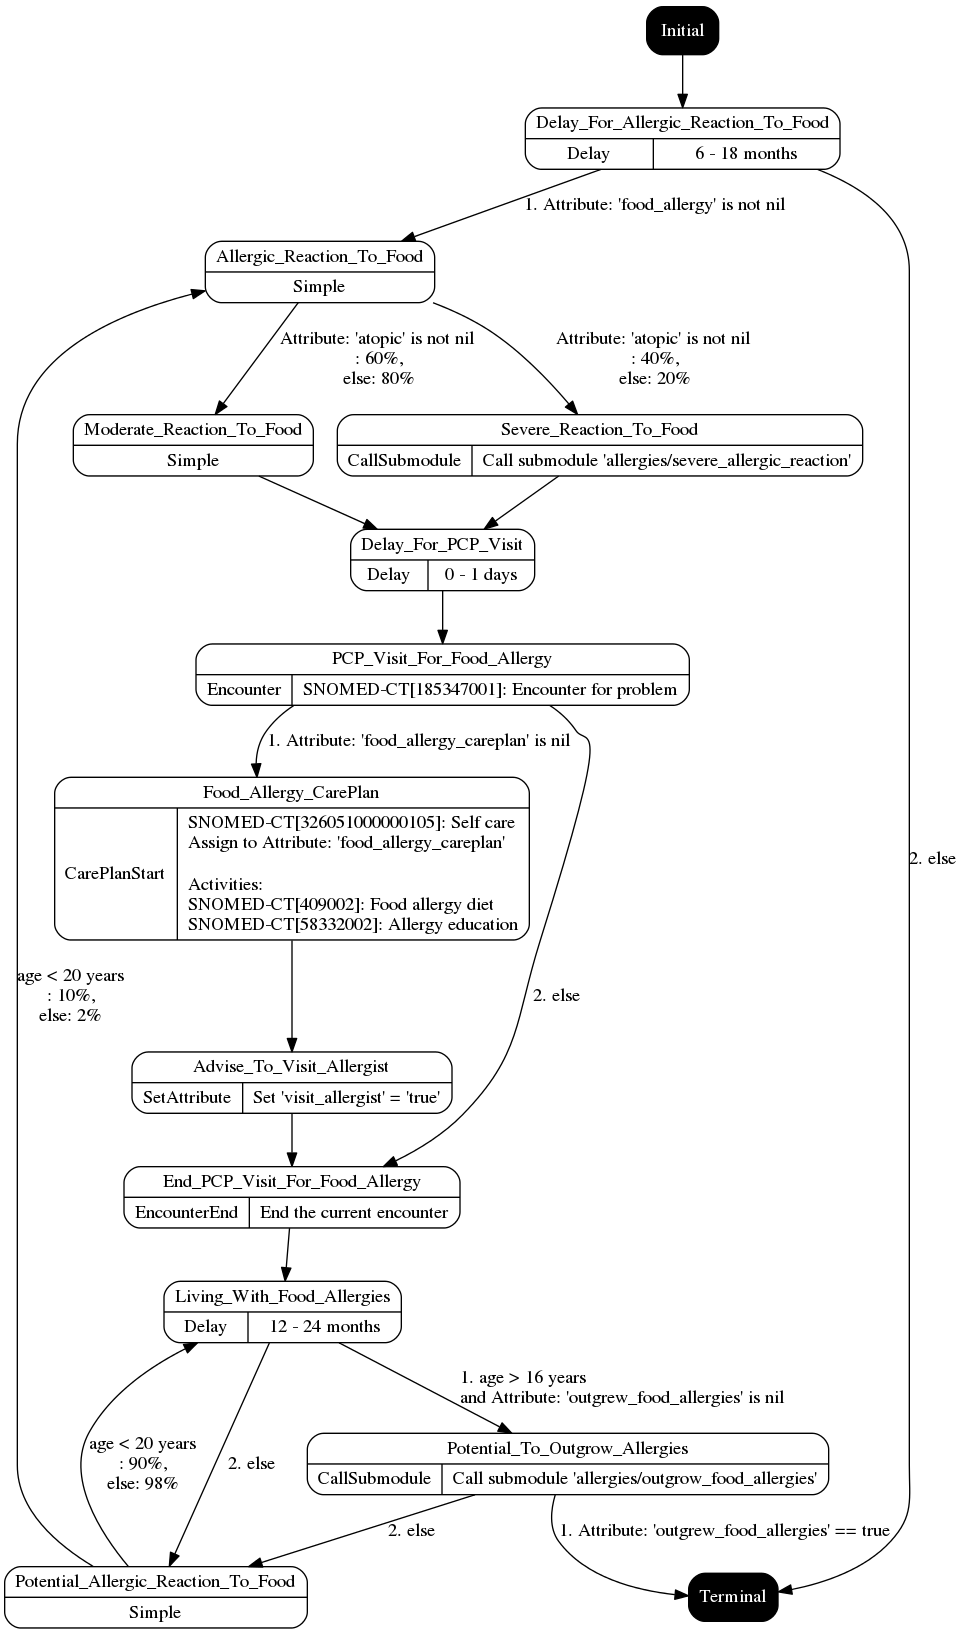 Initial
Delay_For_Allergic_Reaction_To_Food
Delay
6 - 18 months
1. Attribute: 'food_allergy' is not nil
Allergic_Reaction_To_Food
Simple
Attribute: 'atopic' is not nil
: 60%,
else: 80%
Attribute: 'atopic' is not nil
: 40%,
else: 20%
Moderate_Reaction_To_Food
Simple
Severe_Reaction_To_Food
CallSubmodule
Call submodule 'allergies/severe_allergic_reaction'
Delay_For_PCP_Visit
Delay
0 - 1 days
PCP_Visit_For_Food_Allergy
Encounter
SNOMED-CT[185347001]: Encounter for problem
1. Attribute: 'food_allergy_careplan' is nil
Food_Allergy_CarePlan
CarePlanStart
SNOMED-CT[326051000000105]: Self care
Assign to Attribute: 'food_allergy_careplan'
Activities:
SNOMED-CT[409002]: Food allergy diet
SNOMED-CT[58332002]: Allergy education
2. else
age < 20 years
: 10%,
else: 2%
2. else
Advise_To_Visit_Allergist
SetAttribute
Set 'visit_allergist' = 'true'
End_PCP_Visit_For_Food_Allergy
EncounterEnd
End the current encounter
Living_With_Food_Allergies
Delay
12 - 24 months
1. age > 16 years
and Attribute: 'outgrew_food_allergies' is nil
age < 20 years
: 90%,
else: 98%
2. else
Potential_To_Outgrow_Allergies
CallSubmodule
Call submodule 'allergies/outgrow_food_allergies'
2. else
1. Attribute: 'outgrew_food_allergies' == true
Potential_Allergic_Reaction_To_Food
Simple
Terminal